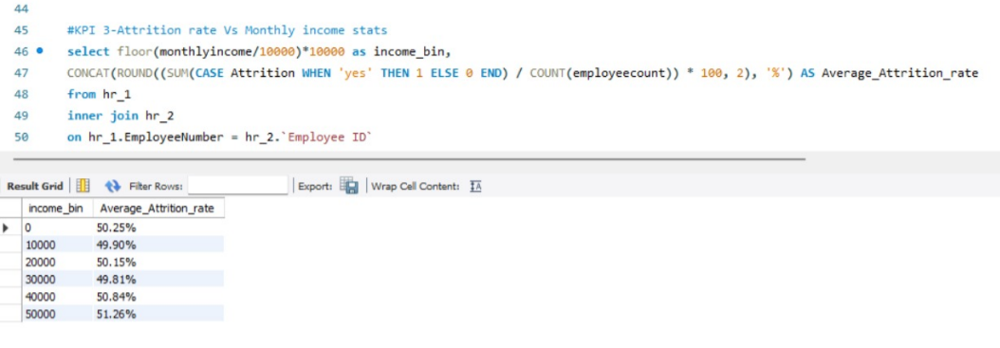 44
45 #KPI 3-Attrition rate Vs Monthly income stats
46 select floor(monthlyincome/10000)*10000 as income_bin,
47 CONCAT(ROUND((SUM(CASE Attrition WHEN 'yes' THEN 1 ELSE 0 END) / COUNT(employeecount)) * 100, 2), '%') AS Average_Attrition_rate
48 from hr_1
49 inner join hr_2
50 on hr_1.EmployeeNumber = hr_2.`Employee ID`
Result Grid Filter Rows: Export: Wrap Cell Content: IA
income_bin Average_Attrition_rate
0 50.25%
10000 49.90%
20000 50.15%
30000 49.81%
40000 50.84%
50000 51.26%